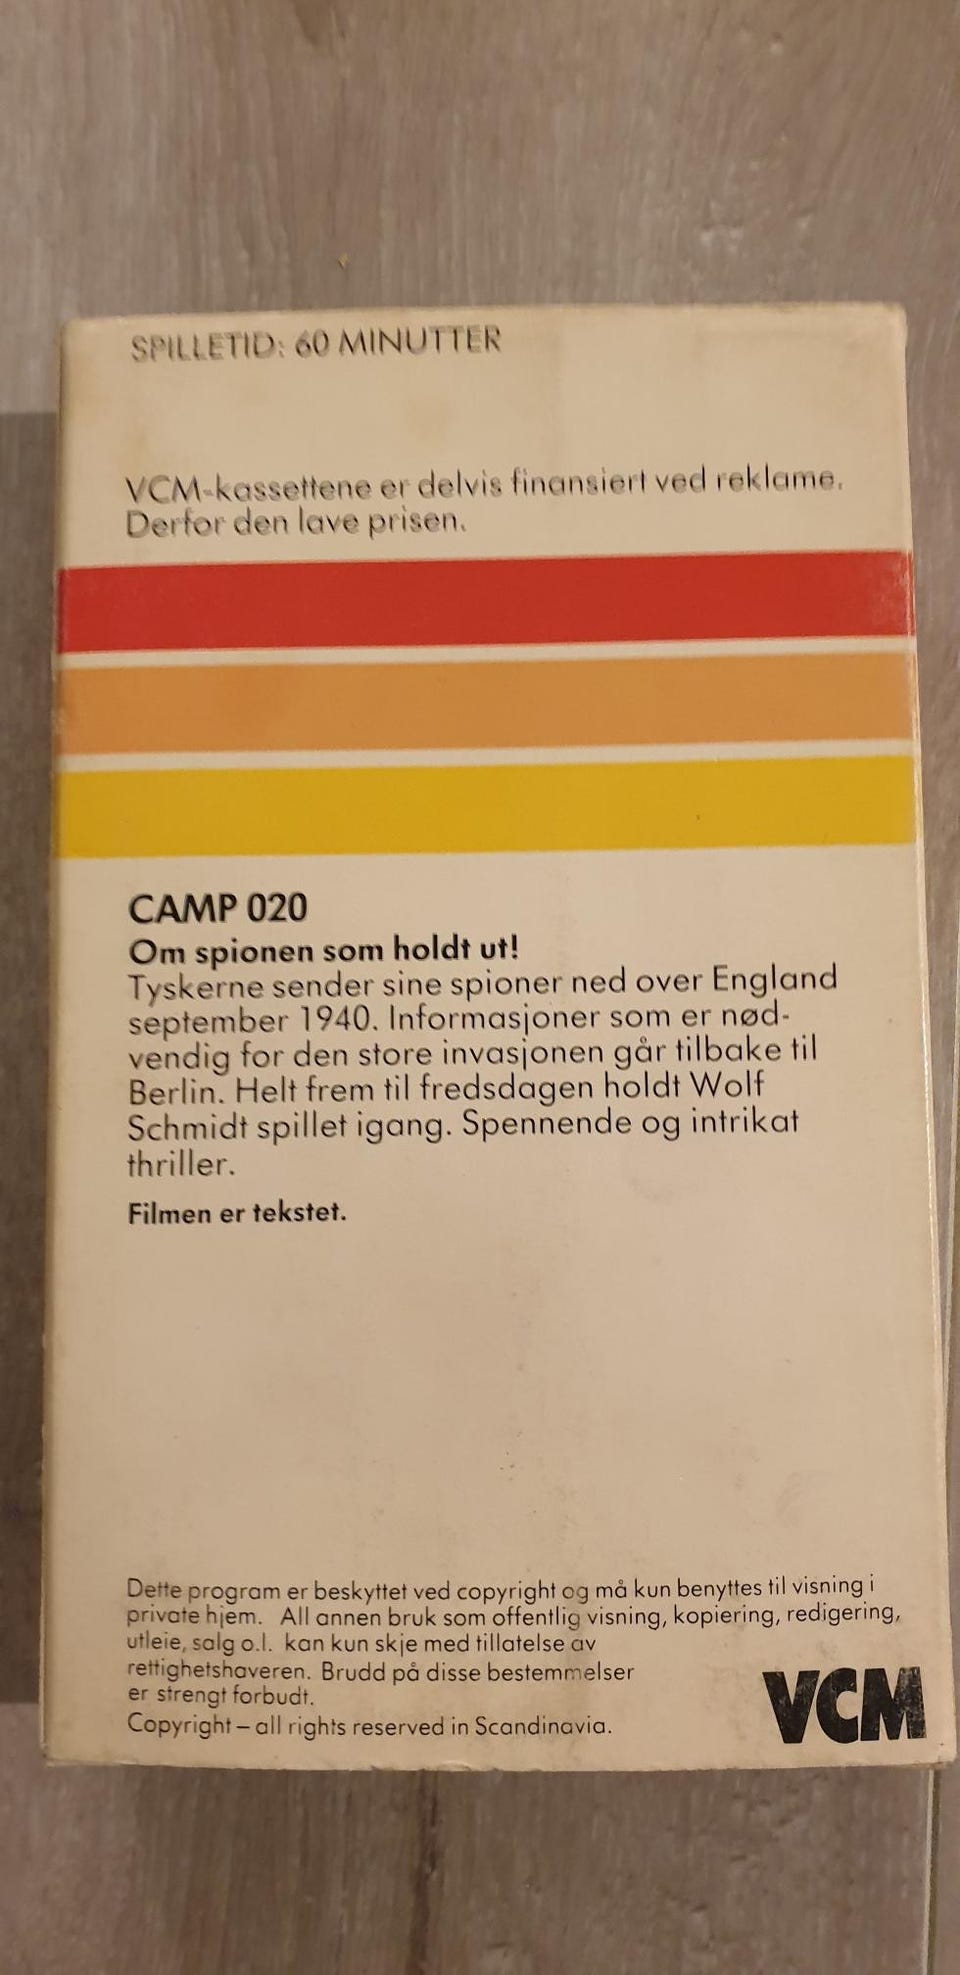 SPILLETID: 60 MINUTTER
VCM-kassettene er delvis finansiert ved reklame.
Derfor den lave prisen.
CAMP 020
Om spionen som holdt ut!
Tyskerne sender sine spioner ned over England
september 1940. Informasjoner som er nød-
vendig for den store invasjonen går tilbake til
Berlin. Helt frem til fredsdagen holdt Wolf
Schmidt spillet igang. Spennende og intrikat
thriller.
Filmen er tekstet.
Dette program er beskyttet ved copyright og må kun benyttes til visning i
private hjem. All annen bruk som offentlig visning, kopiering, redigering,
utleie, salg o.l. kan kun skje med tillatelse av
rettighetshaveren. Brudd på disse bestemmelser
er strengt forbudt.
Copyright – all rights reserved in Scandinavia.
VCM